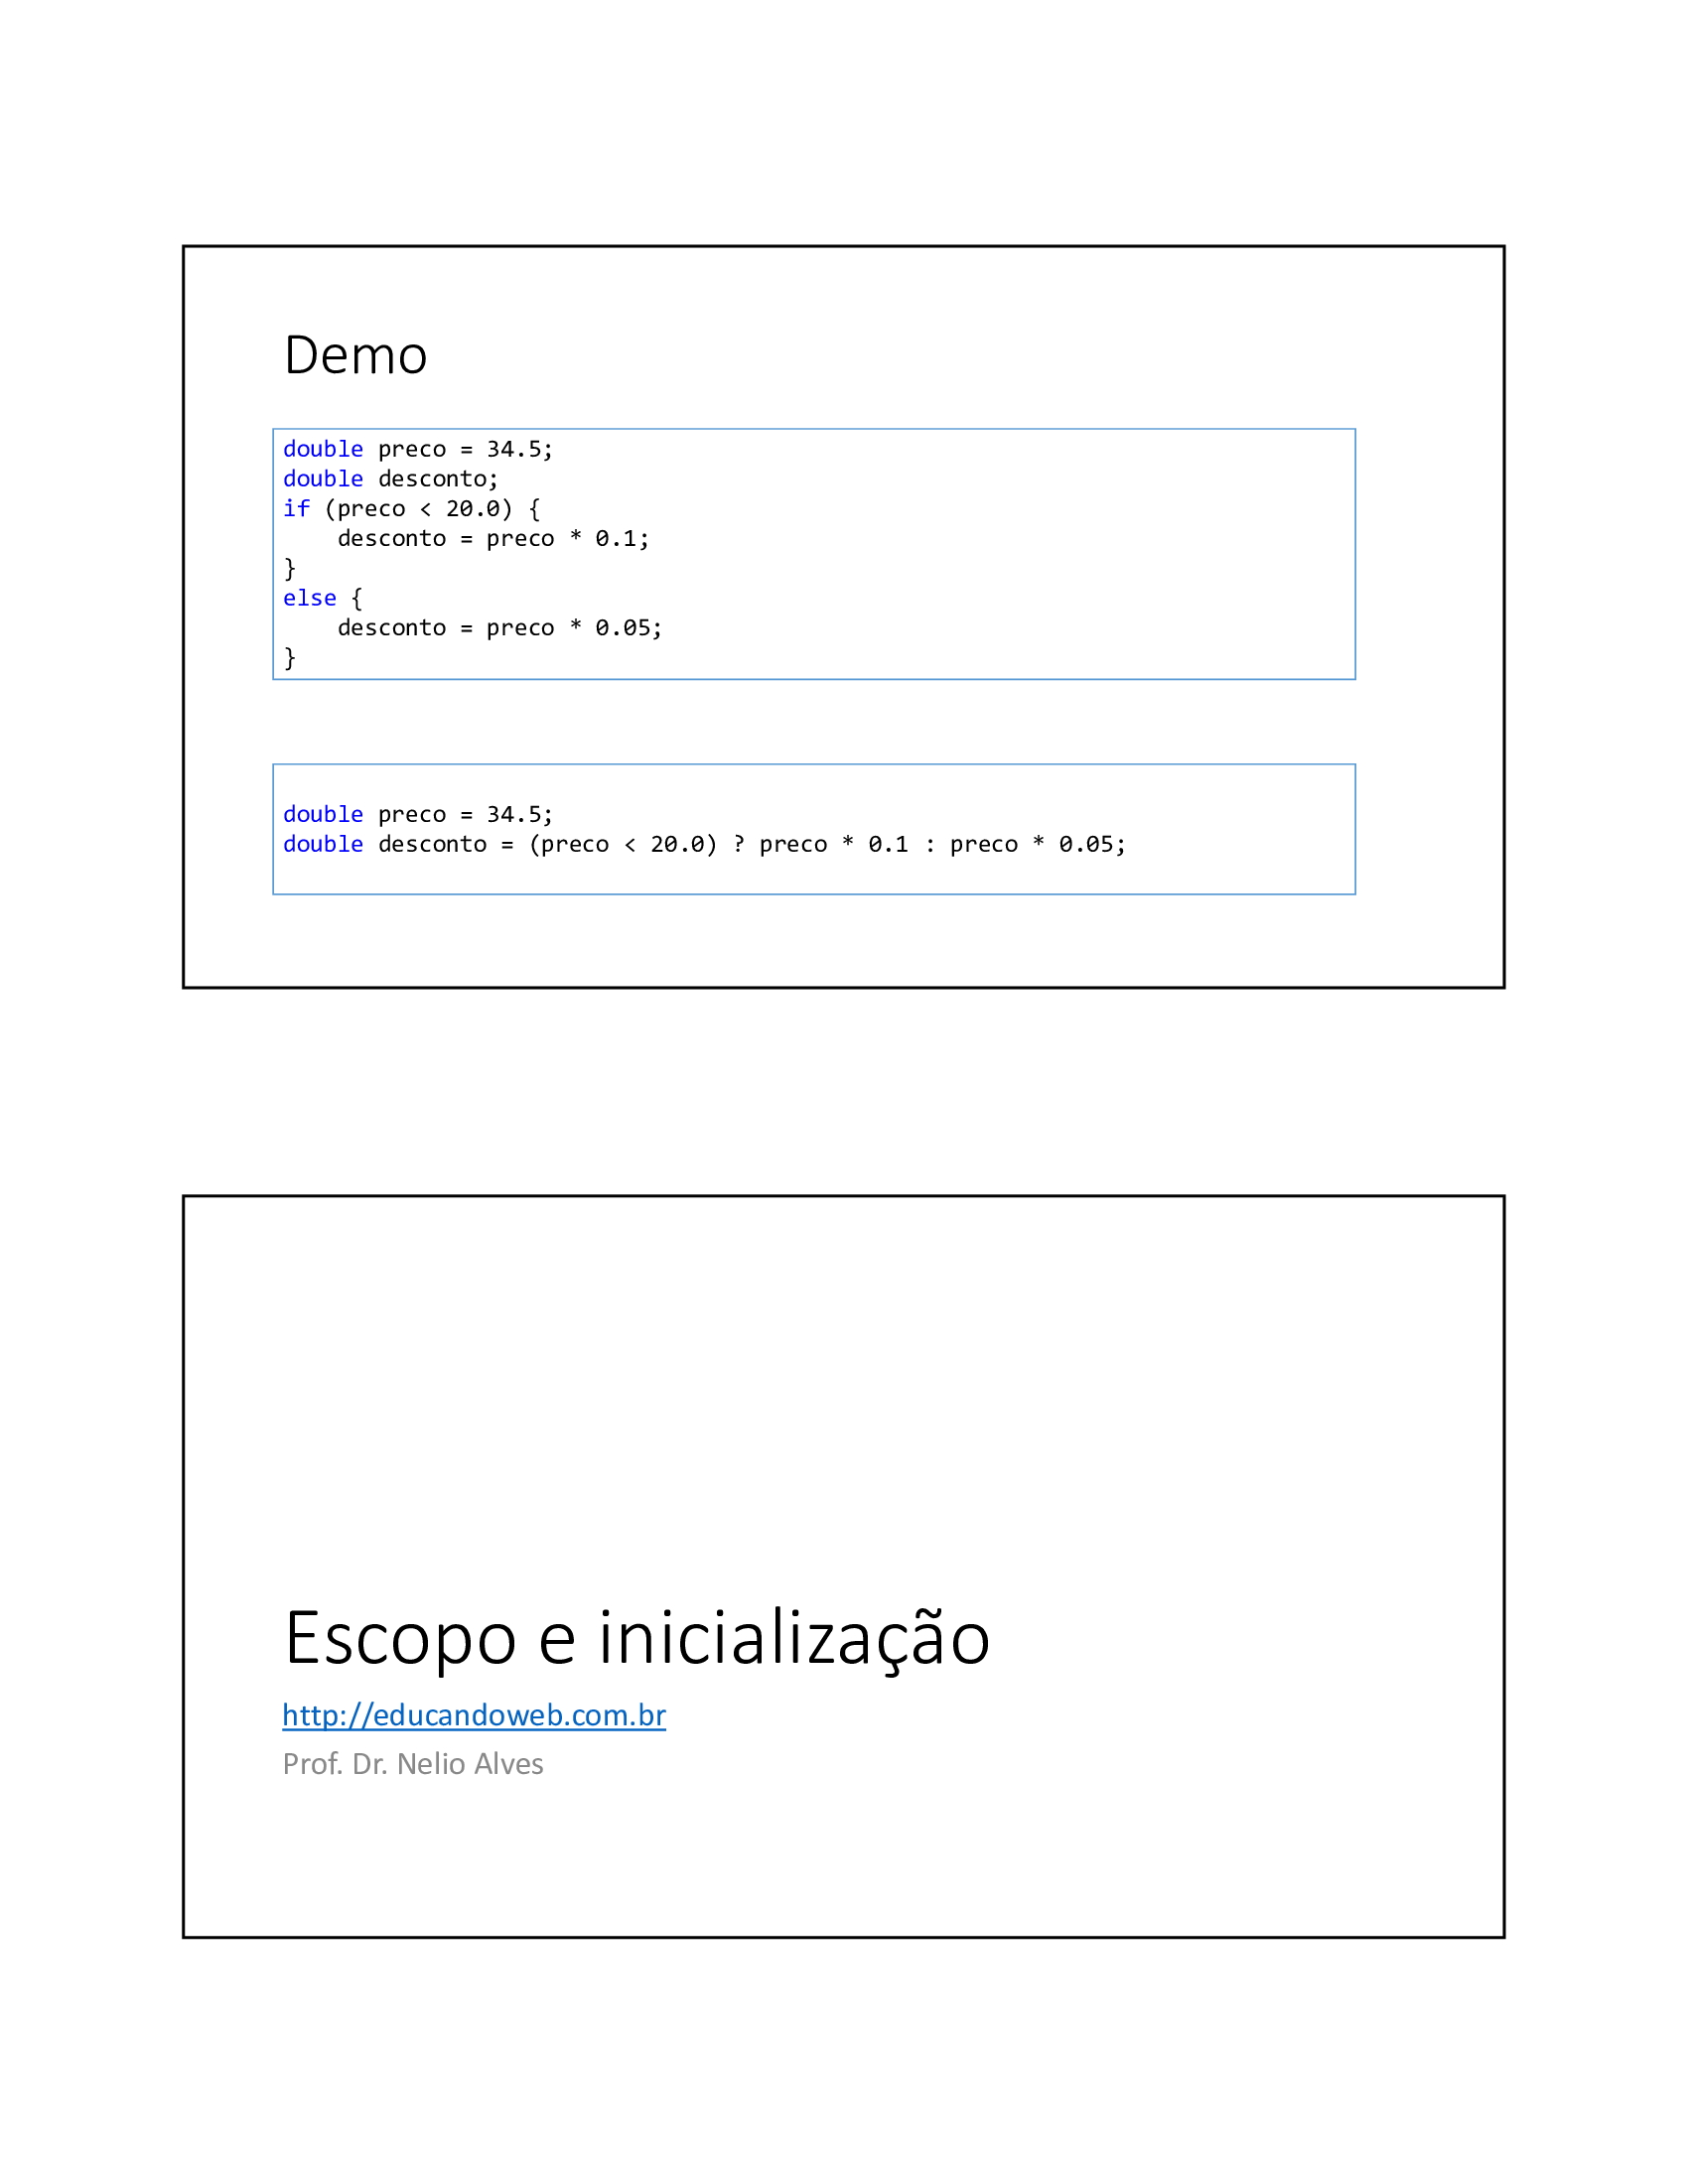 Demo
double preco = 34.5;
double desconto;
if (preco < 20.0) {
    desconto = preco * 0.1;
}
else {
    desconto = preco * 0.05;
}
double preco = 34.5;
double desconto = (preco < 20.0) ? preco * 0.1 : preco * 0.05;
Escopo e inicialização
http://educandoweb.com.br
Prof. Dr. Nelio Alves